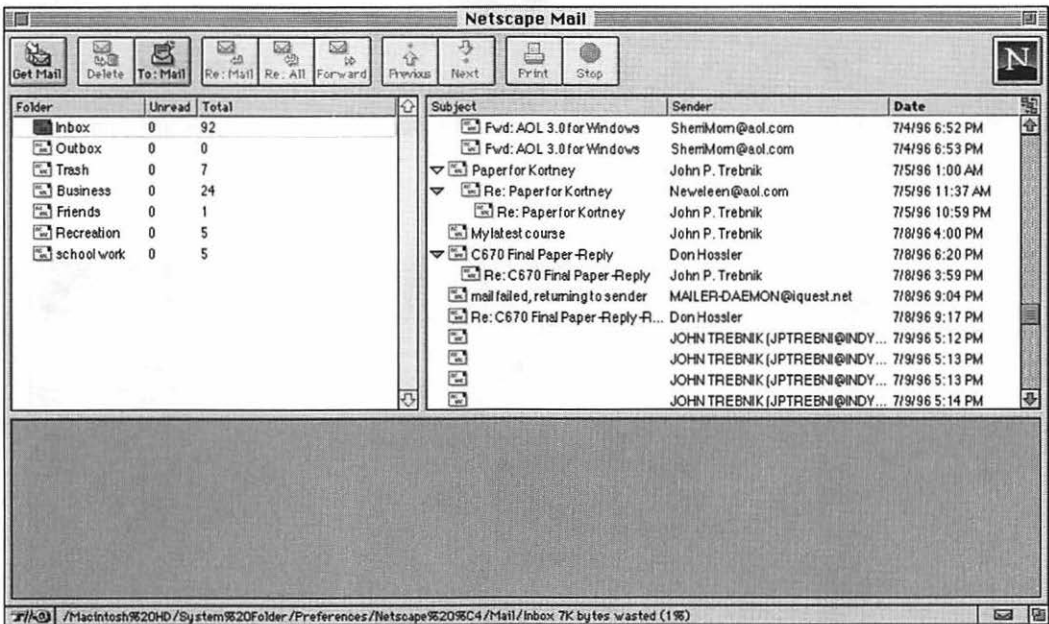 Netscape Mail
Get Mail Delete To: Mail Re: Mail Re: All Forward Previous Next Print Stop N
Folder Unread Total
Inbox 0 92
Outbox 0 0
Trash 0 7
Business 0 24
Friends 0 1
Recreation 0 5
school work 0 5
Subject Sender Date
Fwd: AOL 3.0 for Windows SherriMom@aol.com 7/4/96 6:52 PM
Fwd: AOL 3.0 for Windows SherriMom@aol.com 7/4/96 6:53 PM
Paper for Kortney John P. Trebnik 7/5/96 1:00 AM
Re: Paper for Kortney Neweleen@aol.com 7/5/96 11:37 AM
Re: Paper for Kortney John P. Trebnik 7/5/96 10:59 PM
My latest course John P. Trebnik 7/8/96 4:00 PM
C670 Final Paper -Reply Don Hossler 7/8/96 6:20 PM
Re: C670 Final Paper -Reply John P. Trebnik 7/8/96 3:59 PM
mail failed, returning to sender MAILER-DAEMON@iquest.net 7/8/96 9:04 PM
Re: C670 Final Paper -Reply -R... Don Hossler 7/8/96 9:17 PM
JOHN TREBNIK (JPTREBNI@INDY... 7/9/96 5:12 PM
JOHN TREBNIK (JPTREBNI@INDY... 7/9/96 5:13 PM
JOHN TREBNIK (JPTREBNI@INDY... 7/9/96 5:13 PM
JOHN TREBNIK (JPTREBNI@INDY... 7/9/96 5:14 PM
/Macintosh%20HD/System%20Folder/Preferences/Netscape%20%C4/Mail/Inbox 7K bytes wasted (1%)